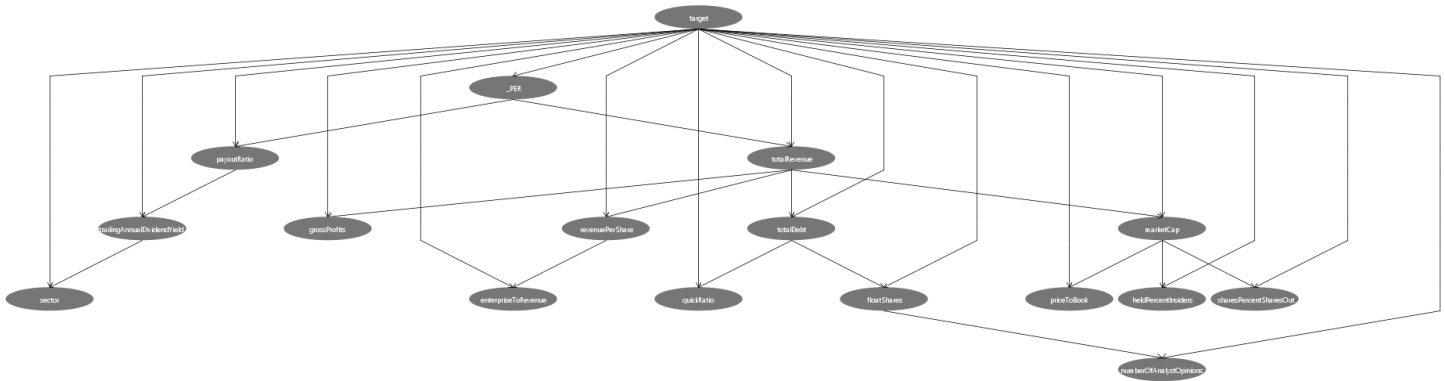 target
_PER
payoutRatio
totalRevenue
trailingAnnualDividendYield
grossProfits
revenuePerShare
totalDebt
marketCap
sector
enterpriseToRevenue
quickRatio
floatShares
priceToBook
heldPercentInsiders
sharesPercentSharesOut
numberOfAnalystOpinions